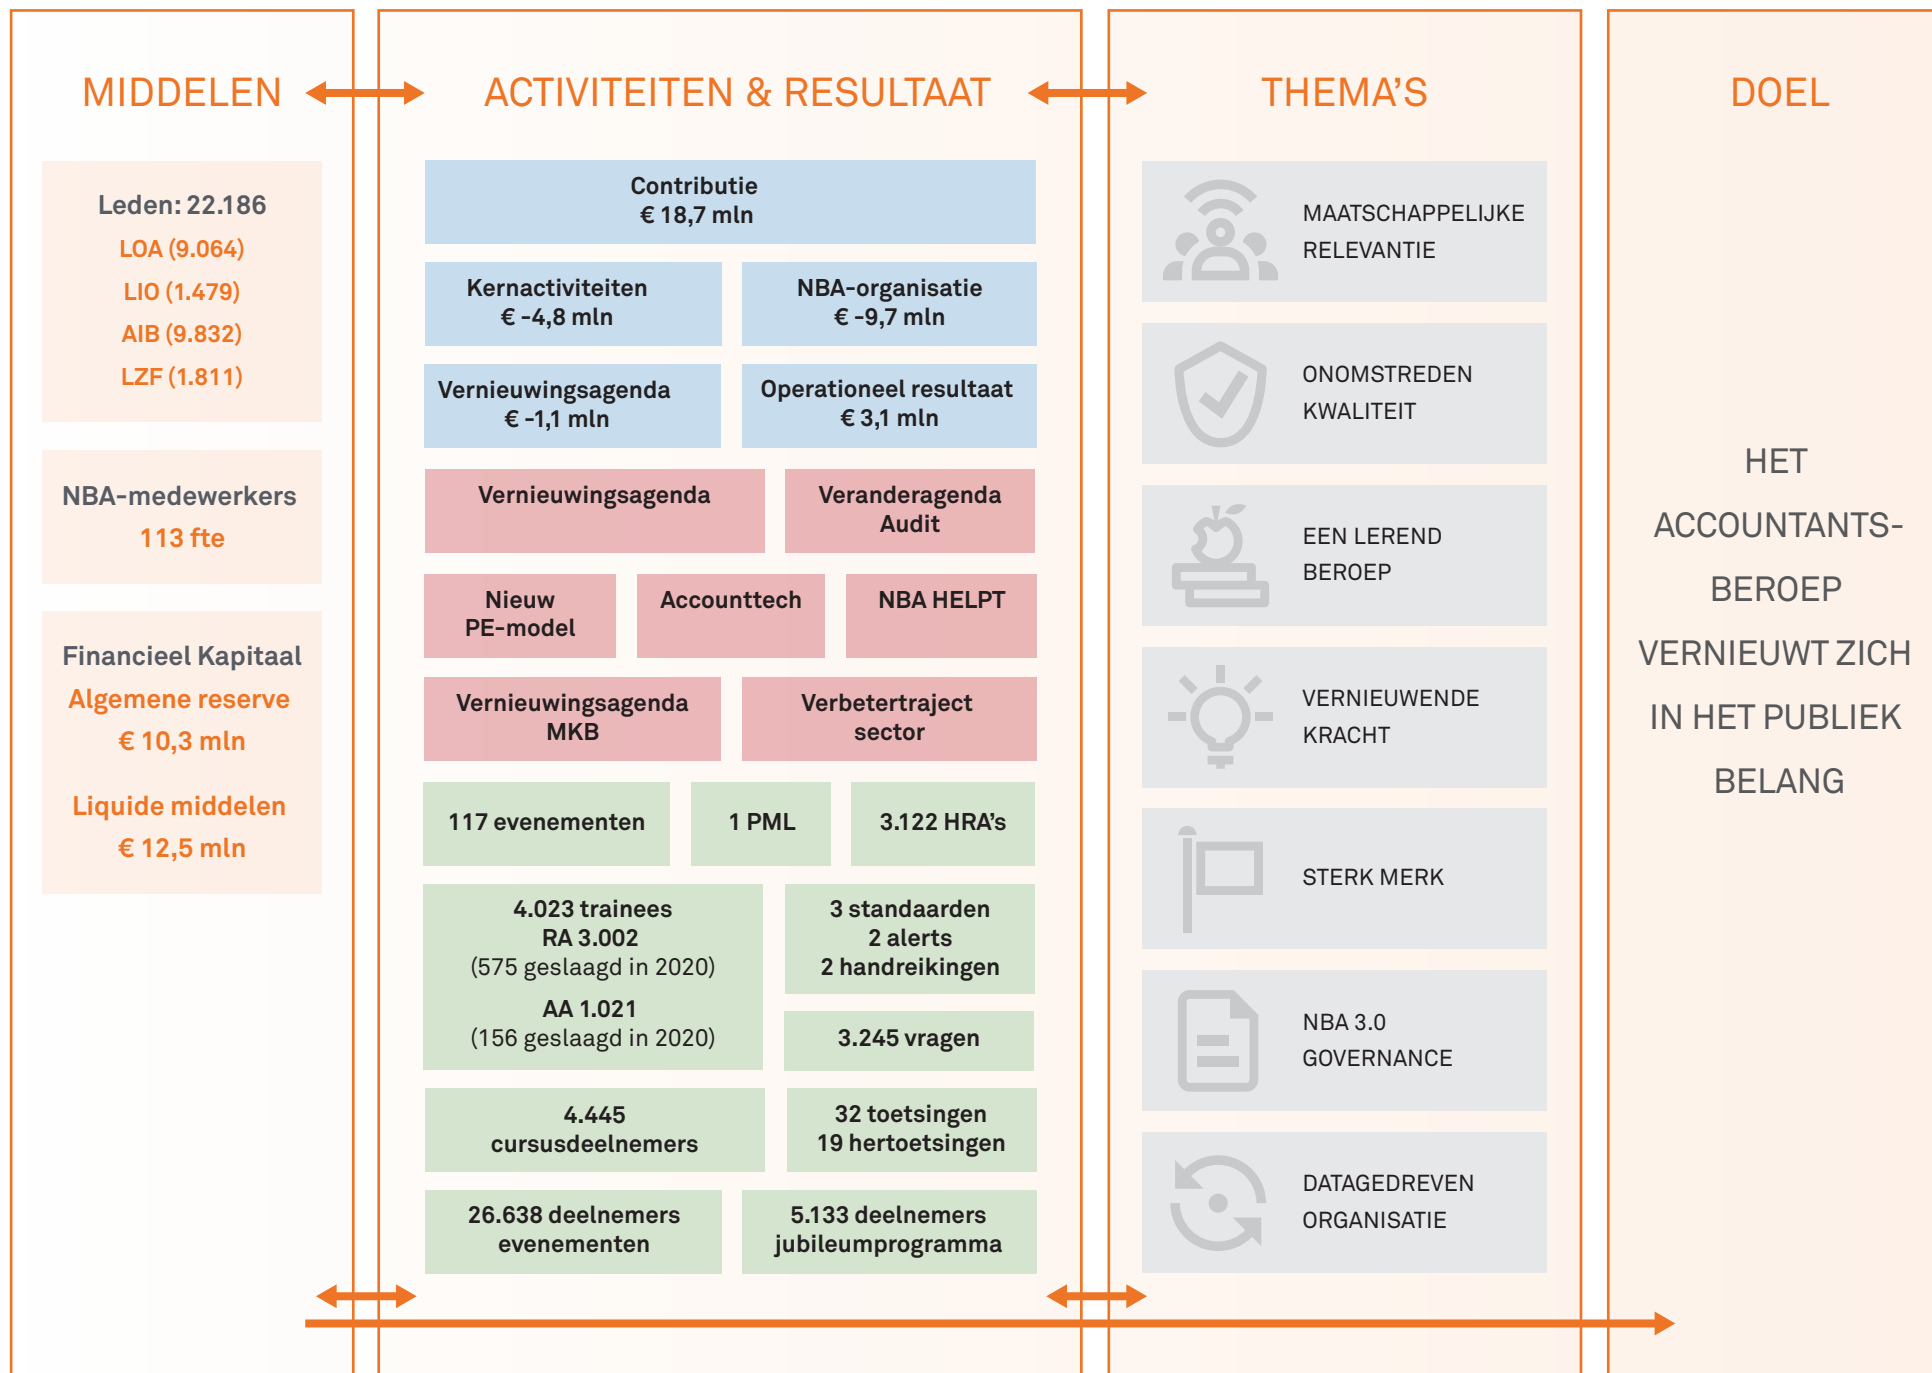 MIDDELEN
Leden: 22.186
LOA (9.064)
LIO (1.479)
AIB (9.832)
LZF (1.811)
NBA-medewerkers
113 fte
Financieel Kapitaal
Algemene reserve
€ 10,3 mln
Liquide middelen
€ 12,5 mln
ACTIVITEITEN & RESULTAAT
Contributie
€ 18,7 mln
Kernactiviteiten
€ -4,8 mln
NBA-organisatie
€ -9,7 mln
Vernieuwingsagenda
€ -1,1 mln
Operationeel resultaat
€ 3,1 mln
Vernieuwingsagenda
Veranderagenda
Audit
Nieuw
PE-model
Accounttech
NBA HELPT
Vernieuwingsagenda
MKB
Verbetertraject
sector
117 evenementen
1 PML
3.122 HRA's
4.023 trainees
RA 3.002
(575 geslaagd in 2020)
AA 1.021
(156 geslaagd in 2020)
3 standaarden
2 alerts
2 handreikingen
3.245 vragen
4.445
cursusdeelnemers
32 toetsingen
19 hertoetsingen
26.638 deelnemers
evenementen
5.133 deelnemers
jubileumprogramma
THEMA'S
MAATSCHAPPELIJKE
RELEVANTIE
ONOMSTREDEN
KWALITEIT
EEN LEREND
BEROEP
VERNIEUWENDE
KRACHT
STERK MERK
NBA 3.0
GOVERNANCE
DATAGEDREVEN
ORGANISATIE
DOEL
HET
ACCOUNTANTS-
BEROEP
VERNIEUWT ZICH
IN HET PUBLIEK
BELANG